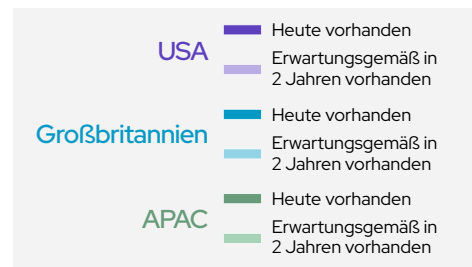 USA
Heute vorhanden
Erwartungsgemäß in
2 Jahren vorhanden
Großbritannien
Heute vorhanden
Erwartungsgemäß in
2 Jahren vorhanden
APAC
Heute vorhanden
Erwartungsgemäß in
2 Jahren vorhanden